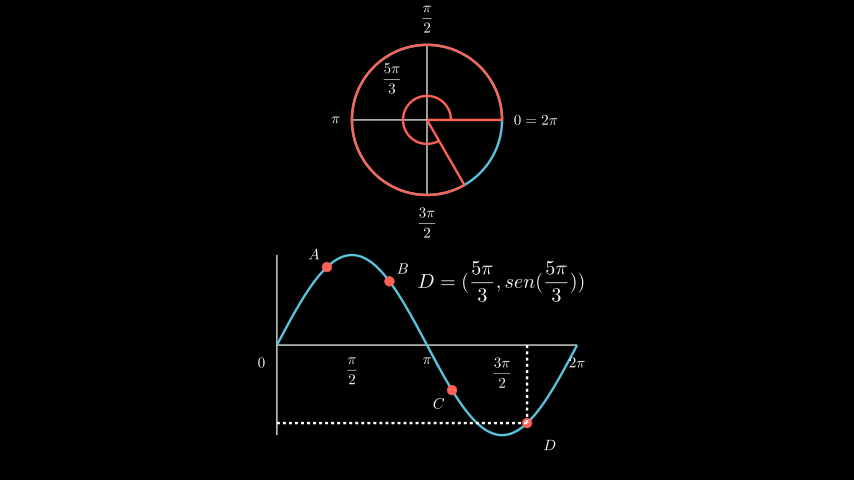 π/2
5π/3
π
0 = 2π
3π/2
A
B
D = (5π/3, sen(5π/3))
0
π/2
π
3π/2
2π
C
D